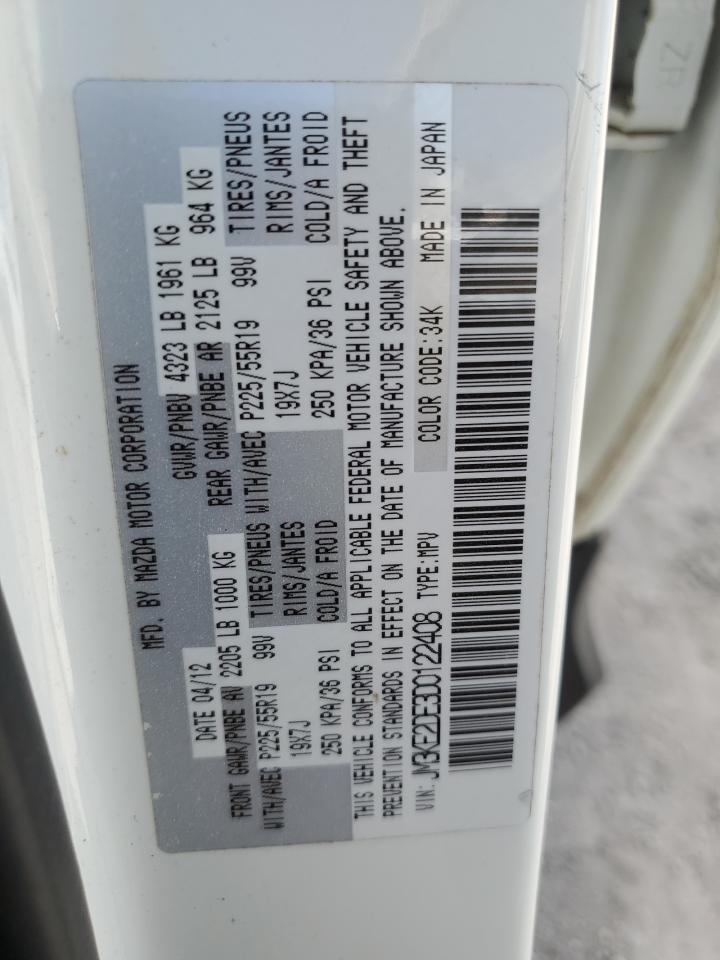 MFD. BY MAZDA MOTOR CORPORATION
DATE 04/12 GVWR/PNBV 4323 LB 1961 KG
FRONT GAWR/PNBE AV 2205 LB 1000 KG REAR GAWR/PNBE AR 2125 LB 964 KG
WITH/AVEC P225/55R19 99V TIRES/PNEUS WITH/AVEC P225/55R19 99V TIRES/PNEUS
19X7J RIMS/JANTES 19X7J RIMS/JANTES
250 KPA/36 PSI COLD/A FROID 250 KPA/36 PSI COLD/A FROID
THIS VEHICLE CONFORMS TO ALL APPLICABLE FEDERAL MOTOR VEHICLE SAFETY AND THEFT
PREVENTION STANDARDS IN EFFECT ON THE DATE OF MANUFACTURE SHOWN ABOVE.
VIN: JM3KE2DE3D0122408 TYPE:MPV COLOR CODE:34K MADE IN JAPAN
ZR